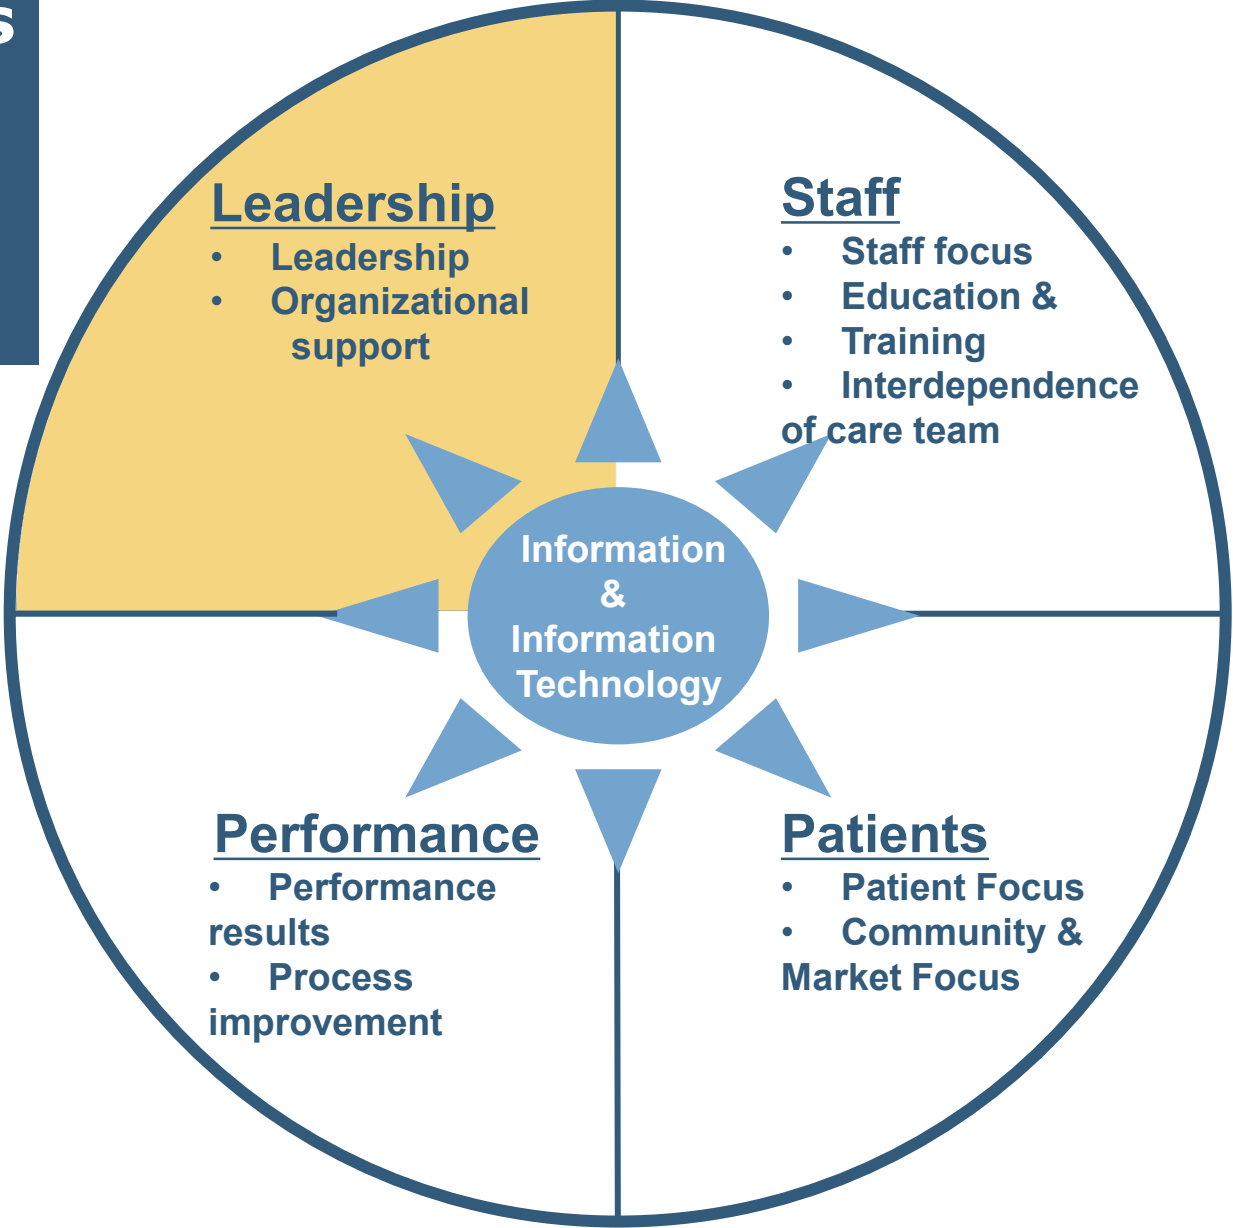 s
Leadership
• Leadership
• Organizational
support
Staff
• Staff focus
• Education &
• Training
• Interdependence
of care team
Information
&
Information
Technology
Performance
• Performance
results
• Process
improvement
Patients
• Patient Focus
• Community &
Market Focus